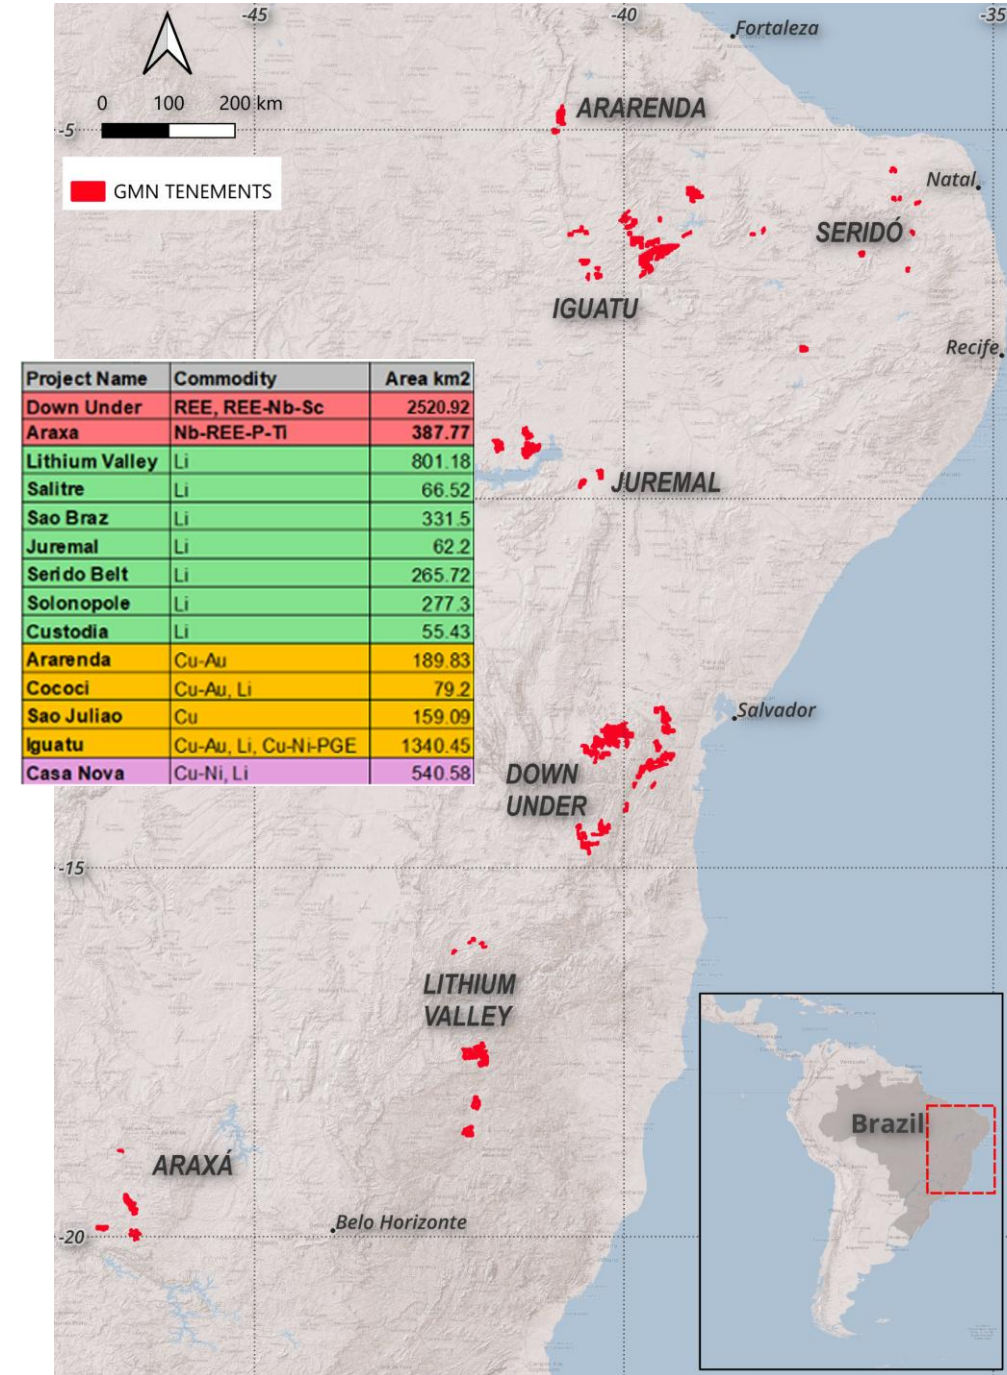 -45
-40
-35
Fortaleza
0 100 200 km
ARARENDA
-5
GMN TENEMENTS
Natal
SERIDÓ
IGUATU
Recife
Project Name Commodity Area km2
Down Under REE, REE-Nb-Sc 2520.92
Araxa Nb-REE-P-Ti 387.77
Lithium Valley Li 801.18
Salitre Li 66.52
Sao Braz Li 331.5
Juremal Li 62.2
Serido Belt Li 265.72
Solonopole Li 277.3
Custodia Li 55.43
Ararenda Cu-Au 189.83
Cococi Cu-Au, Li 79.2
Sao Juliao Cu 159.09
Iguatu Cu-Au, Li, Cu-Ni-PGE 1340.45
Casa Nova Cu-Ni, Li 540.58
JUREMAL
Salvador
DOWN
UNDER
-15
LITHIUM
VALLEY
Brazil
ARAXÁ
Belo Horizonte
-20